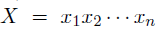 X = x₁x₂⋯xₙ